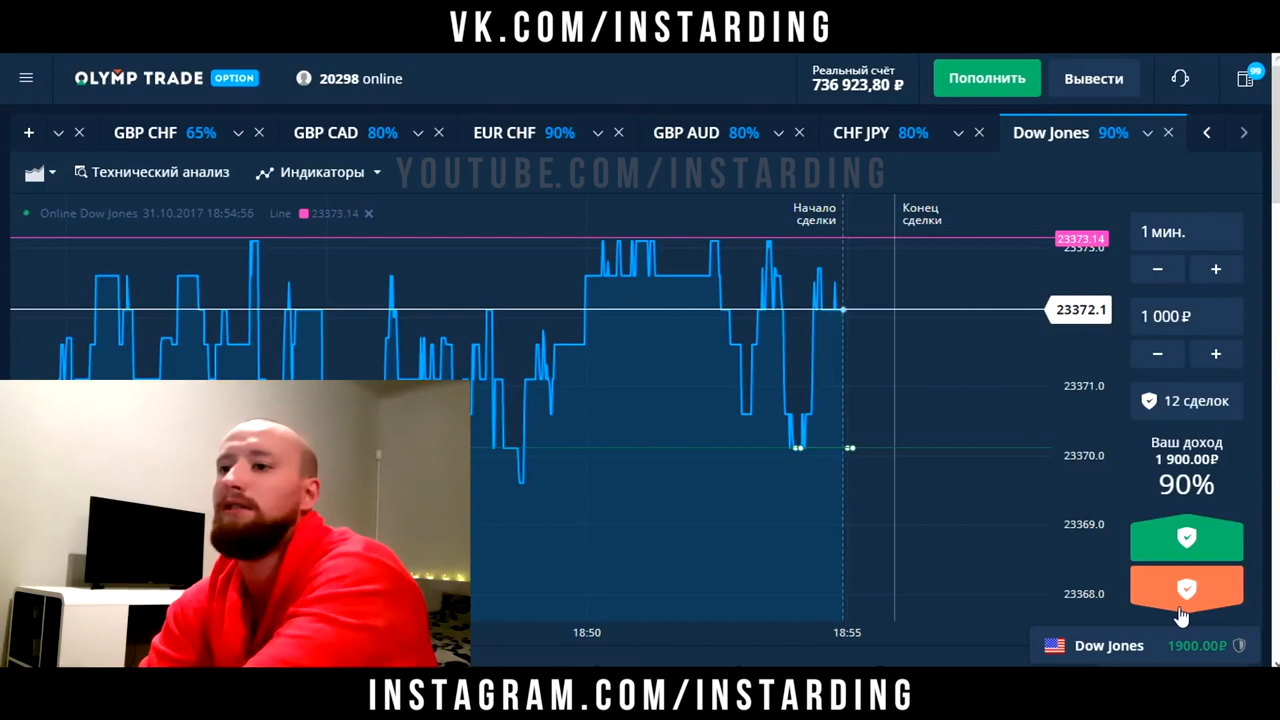 VK.COM/INSTARDING
OLYMP TRADE OPTION 20298 online Реальный счёт 736 923,80 ₽ Пополнить Вывести 99
+ GBP CHF 65% GBP CAD 80% EUR CHF 90% GBP AUD 80% CHF JPY 80% Dow Jones 90%
Технический анализ Индикаторы
YOUTUBE.COM/INSTARDING
Online Dow Jones 31.10.2017 18:54:56 Line 23373.14
Начало сделки
Конец сделки
23373.14
23373.0
23372.1
23371.0
23370.0
23369.0
23368.0
18:50 18:55
1 мин.
− +
1 000 ₽
− +
12 сделок
Ваш доход
1 900.00₽
90%
Dow Jones 1900.00₽
INSTAGRAM.COM/INSTARDING